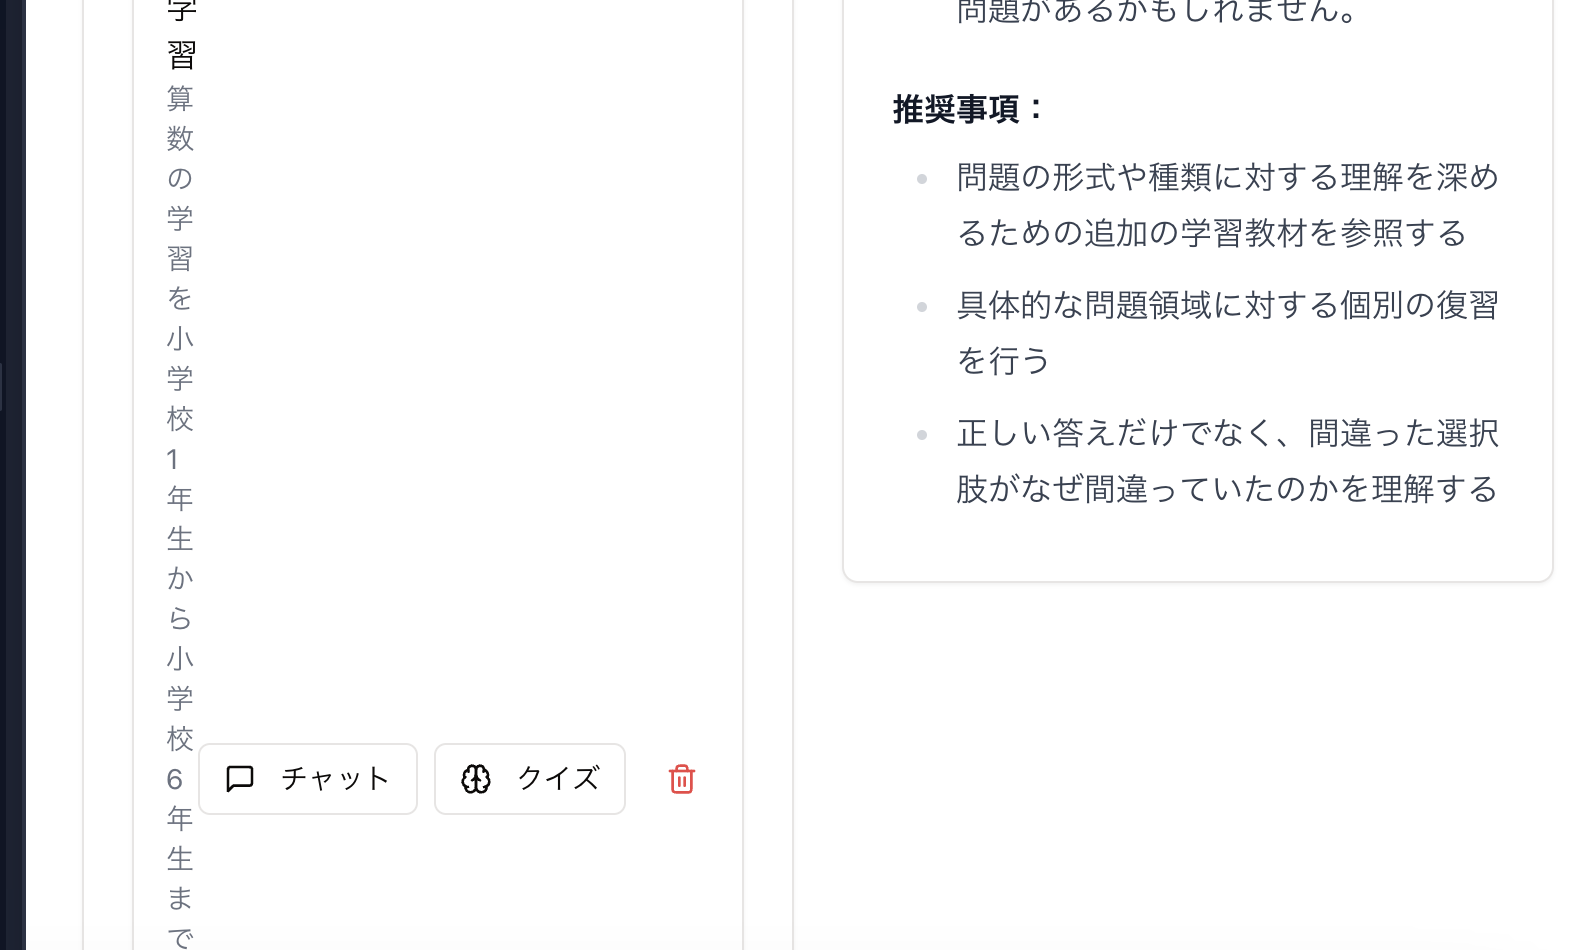 学
習
算
数
の
学
習
を
小
学
校
1
年
生
か
ら
小
学
校
6
年
生
ま
で
チャット
クイズ
問題があるかもしれません。
推奨事項：
問題の形式や種類に対する理解を深め
るための追加の学習教材を参照する
具体的な問題領域に対する個別の復習
を行う
正しい答えだけでなく、間違った選択
肢がなぜ間違っていたのかを理解する